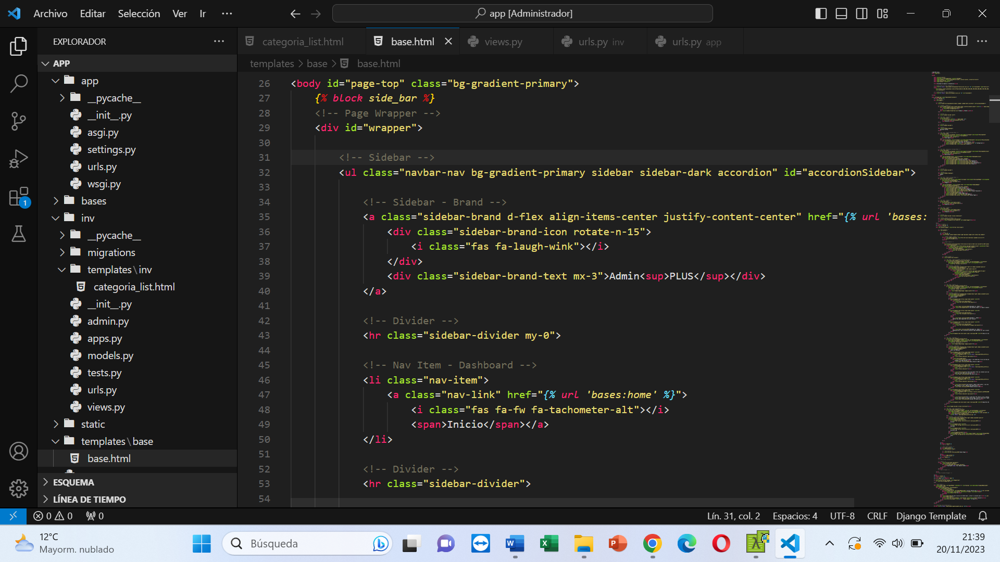 Archivo Editar Selección Ver Ir ··· app [Administrador]
EXPLORADOR ···
APP
app
__pycache__
__init__.py
asgi.py
settings.py
urls.py
wsgi.py
bases
inv
__pycache__
migrations
templates\inv
categoria_list.html
__init__.py
admin.py
apps.py
models.py
tests.py
urls.py
views.py
static
templates\base
base.html
ESQUEMA
LÍNEA DE TIEMPO
1
categoria_list.html base.html views.py urls.py inv urls.py app
templates > base > base.html
26 <body id="page-top" class="bg-gradient-primary">
27 {% block side_bar %}
28 <!-- Page Wrapper -->
29 <div id="wrapper">
30
31 <!-- Sidebar -->
32 <ul class="navbar-nav bg-gradient-primary sidebar sidebar-dark accordion" id="accordionSidebar">
33
34 <!-- Sidebar - Brand -->
35 <a class="sidebar-brand d-flex align-items-center justify-content-center" href="{% url 'bases:
36 <div class="sidebar-brand-icon rotate-n-15">
37 <i class="fas fa-laugh-wink"></i>
38 </div>
39 <div class="sidebar-brand-text mx-3">Admin<sup>PLUS</sup></div>
40 </a>
41
42 <!-- Divider -->
43 <hr class="sidebar-divider my-0">
44
45 <!-- Nav Item - Dashboard -->
46 <li class="nav-item">
47 <a class="nav-link" href="{% url 'bases:home' %}">
48 <i class="fas fa-fw fa-tachometer-alt"></i>
49 <span>Inicio</span></a>
50 </li>
51
52 <!-- Divider -->
53 <hr class="sidebar-divider">
54
0 0 0 Lín. 31, col. 2 Espacios: 4 UTF-8 CRLF Django Template
12°C
Mayorm. nublado
Búsqueda
21:39
20/11/2023